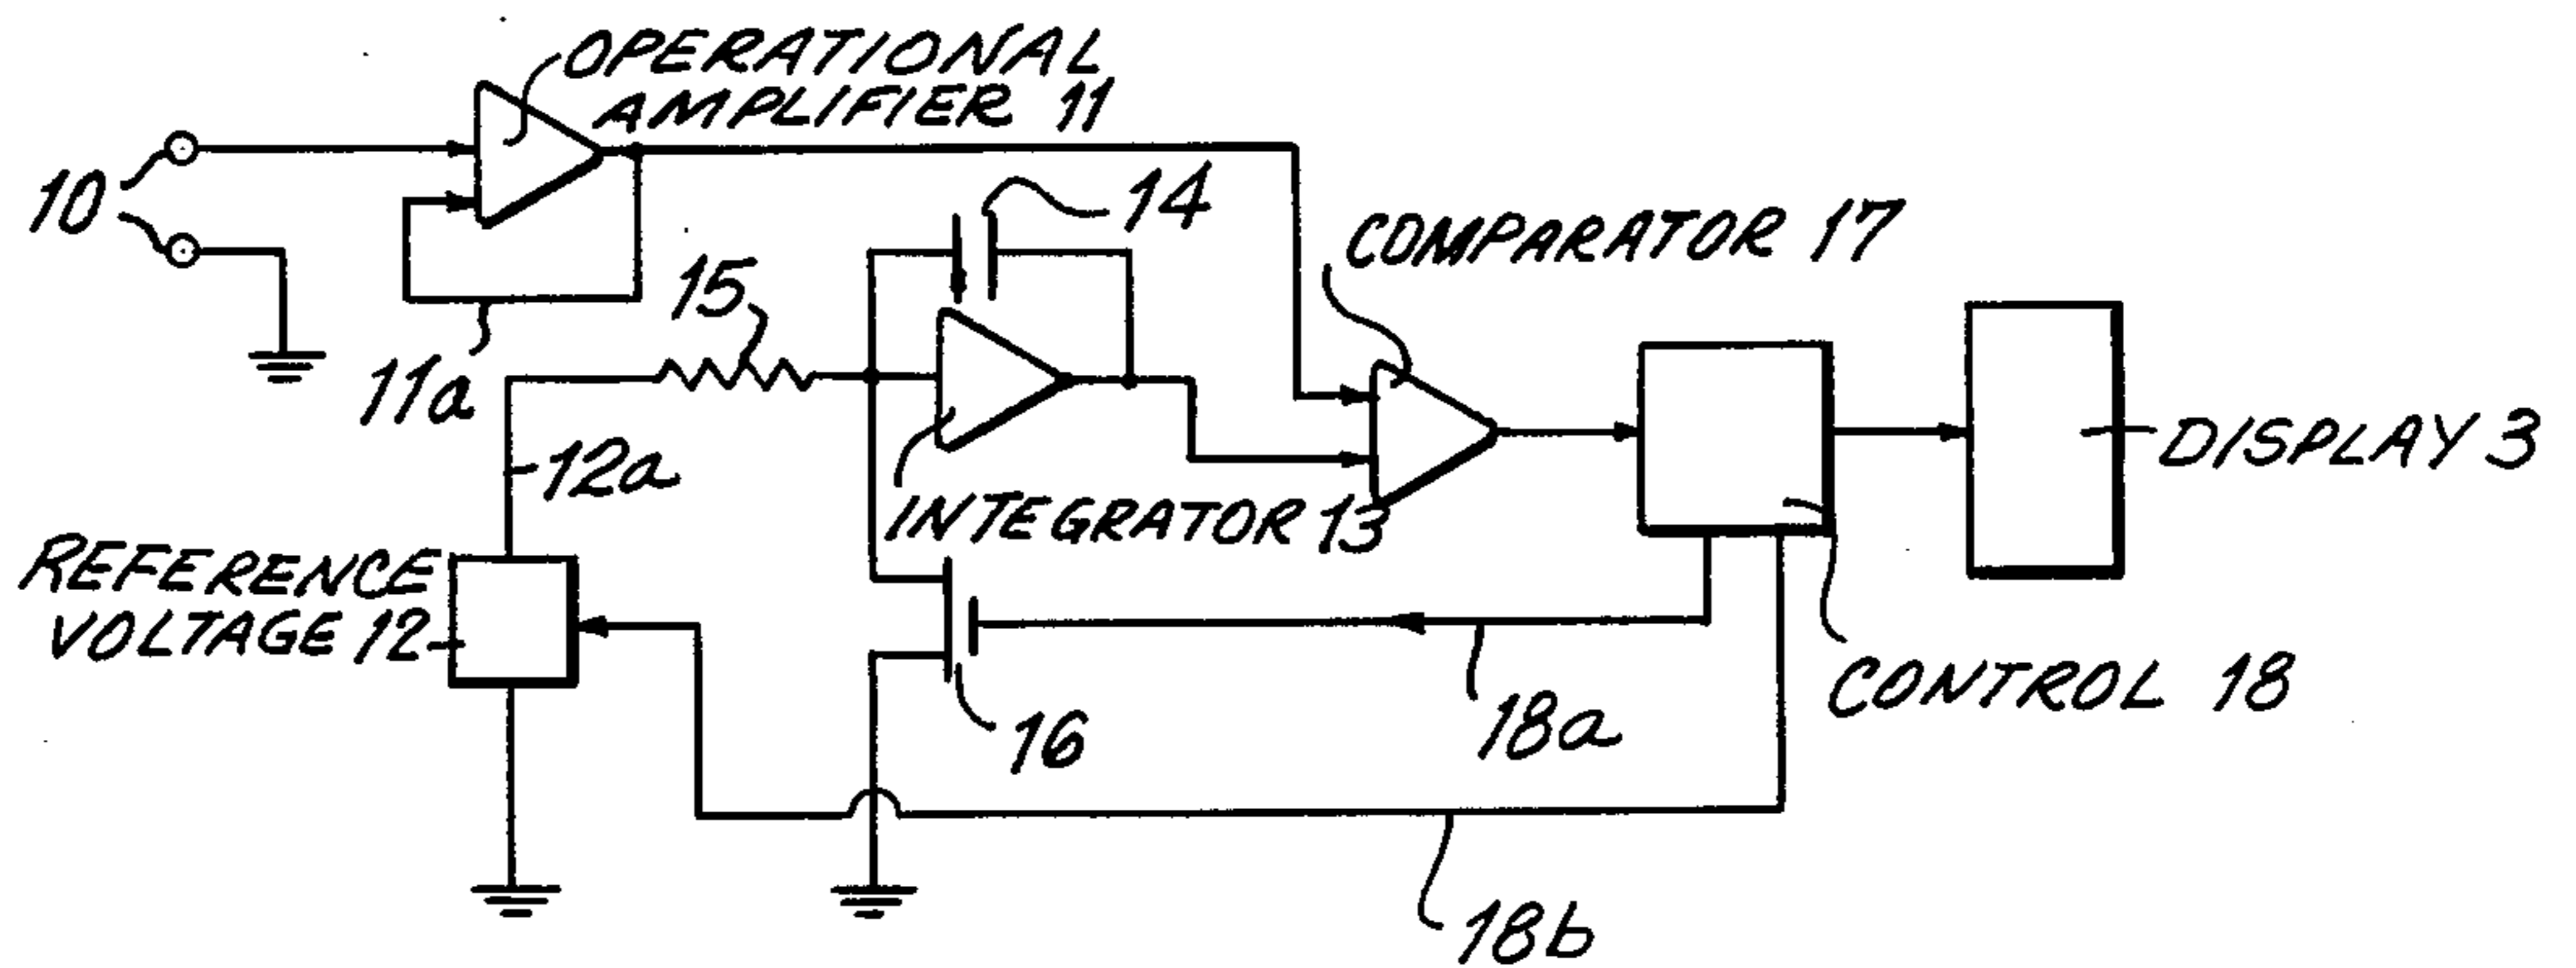 OPERATIONAL
AMPLIFIER 11
10
14
COMPARATOR 17
15
11a
12a
DISPLAY 3
INTEGRATOR 13
REFERENCE
VOLTAGE 12
CONTROL 18
18a
16
18b